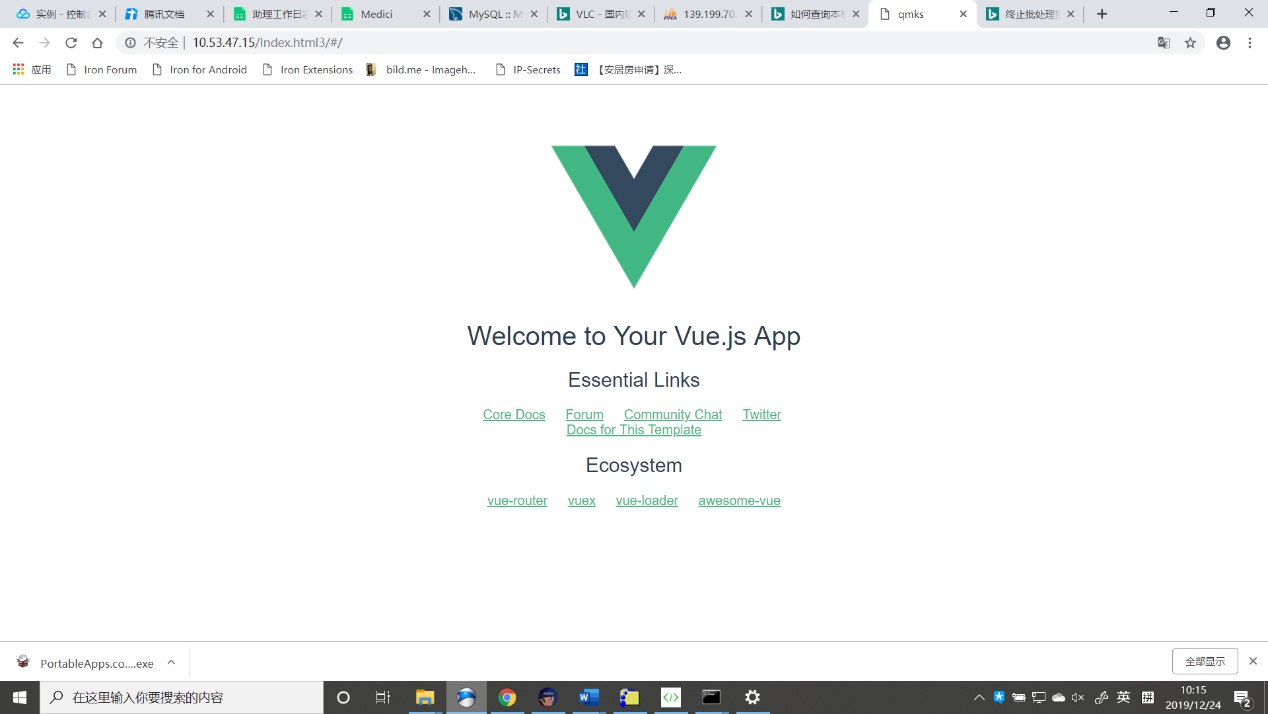 实例 - 控制
腾讯文档
助理工作日
Medici
MySQL :: M
VLC - 国内
139.199.70.
如何查询本
qmks
终止批处理
不安全 | 10.53.47.15/Index.html3/#/
应用 Iron Forum Iron for Android Iron Extensions bild.me - Imageh... IP-Secrets 【安居房申请】深...
Welcome to Your Vue.js App
Essential Links
Core Docs Forum Community Chat Twitter
Docs for This Template
Ecosystem
vue-router vuex vue-loader awesome-vue
PortableApps.co....exe
全部显示
在这里输入你要搜索的内容
英
拼
10:15
2019/12/24
2